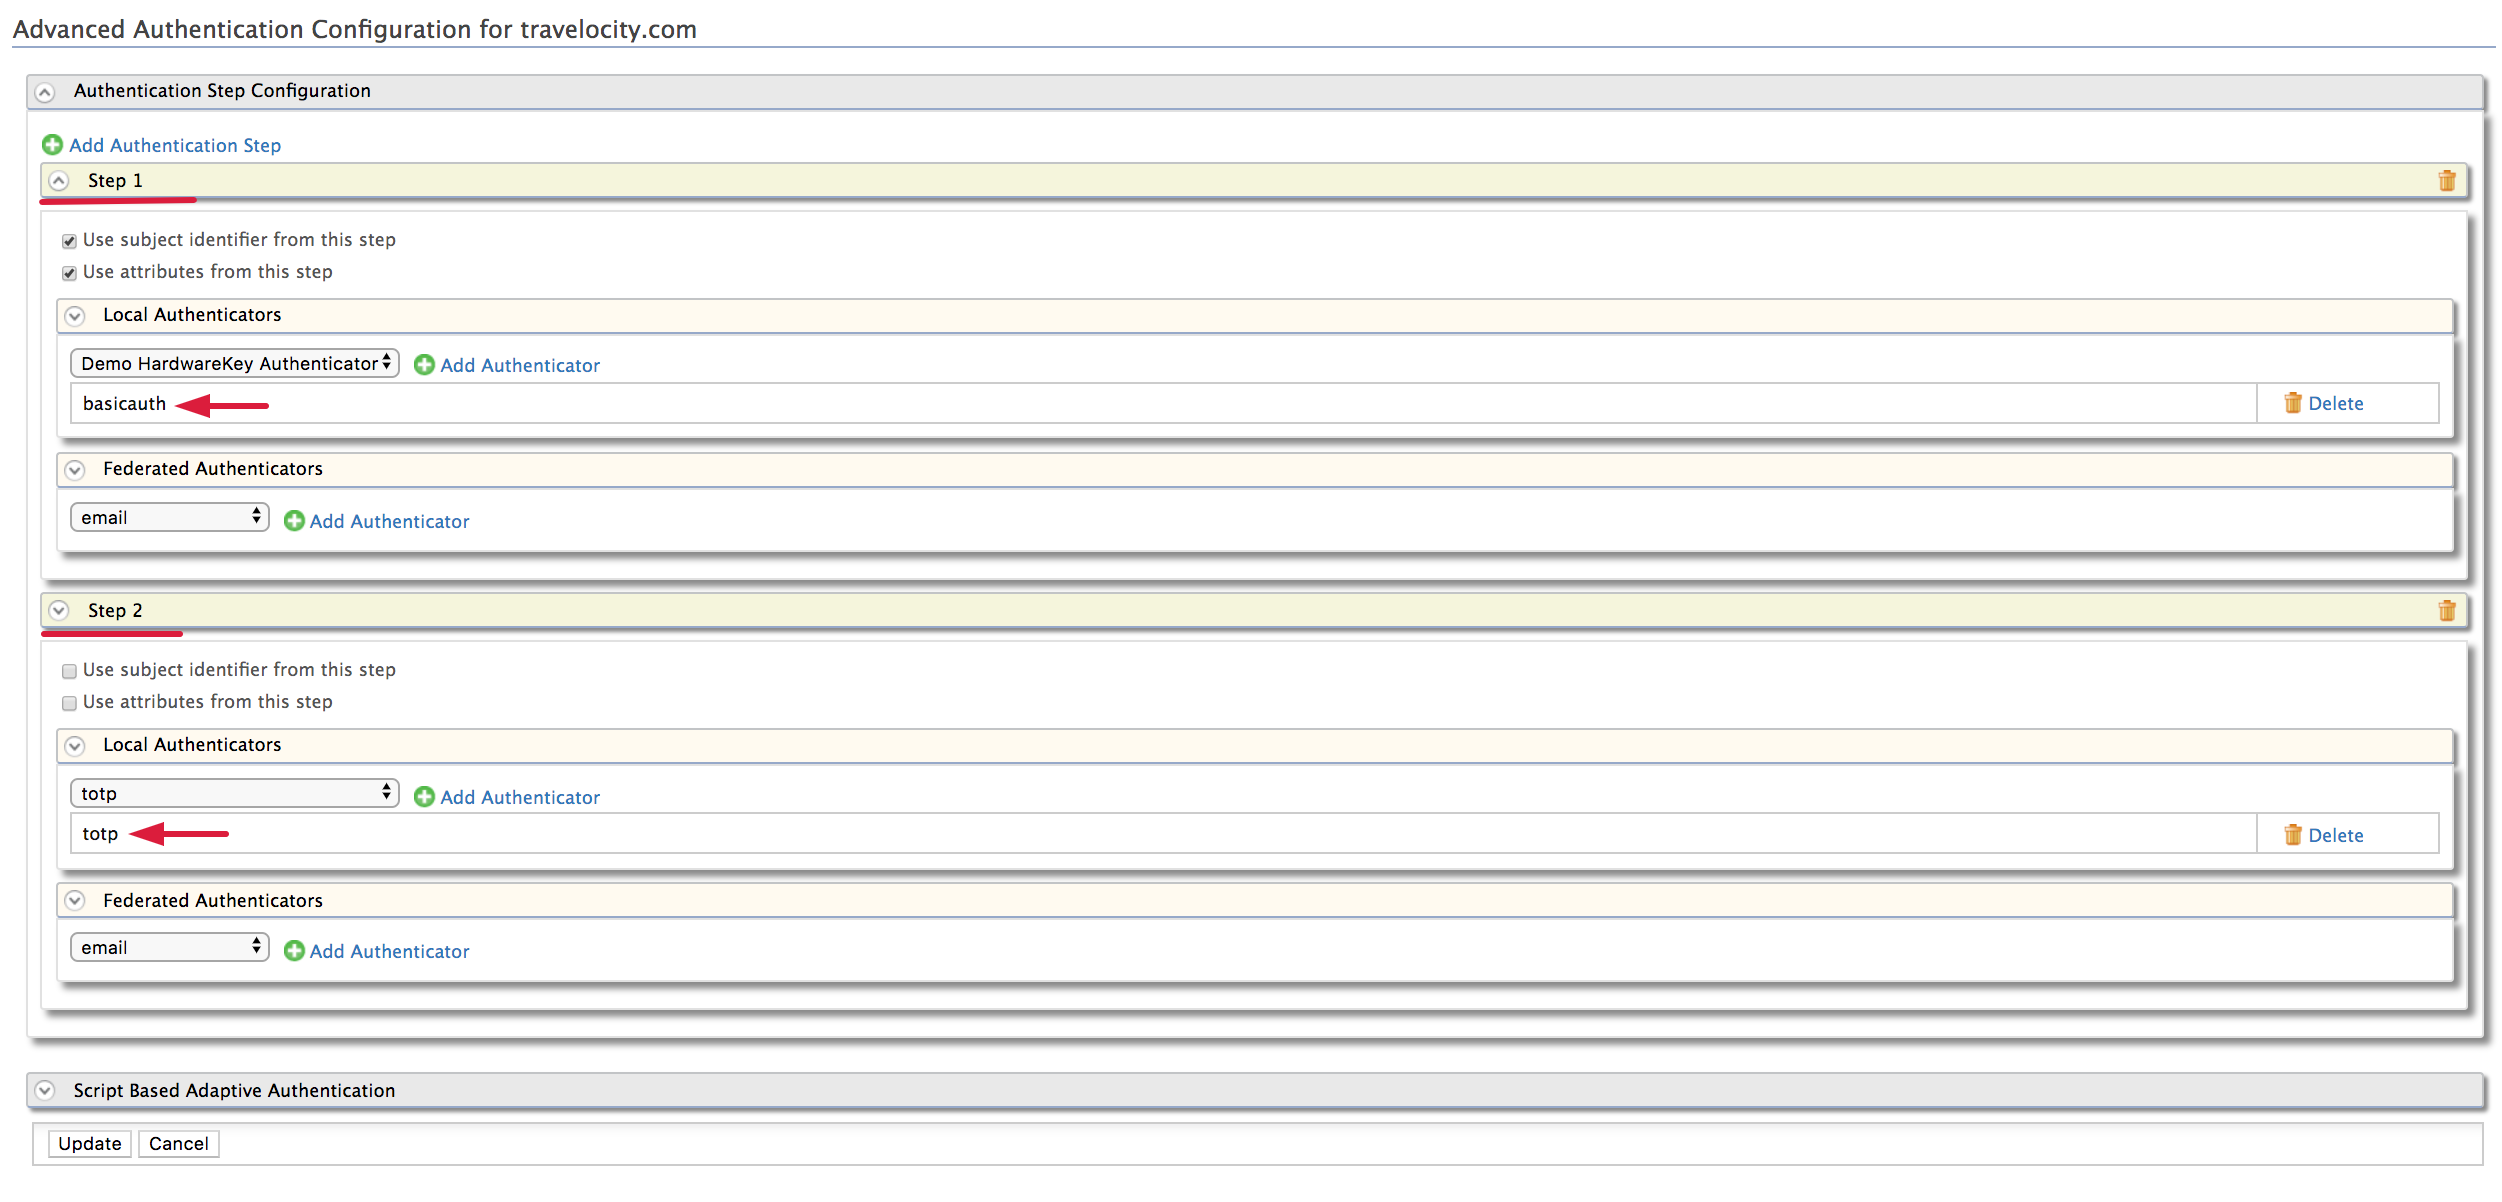 Advanced Authentication Configuration for travelocity.com
Authentication Step Configuration
Add Authentication Step
Step 1
Use subject identifier from this step
Use attributes from this step
Local Authenticators
Demo HardwareKey Authenticator Add Authenticator
basicauth Delete
Federated Authenticators
email Add Authenticator
Step 2
Use subject identifier from this step
Use attributes from this step
Local Authenticators
totp Add Authenticator
totp Delete
Federated Authenticators
email Add Authenticator
Script Based Adaptive Authentication
Update Cancel